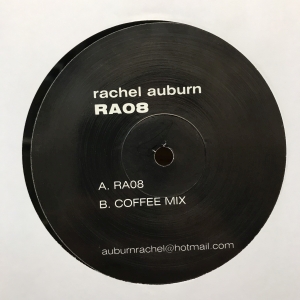 rachel auburn
RA08
A. RA08
B. COFFEE MIX
auburnrachel@hotmail.com